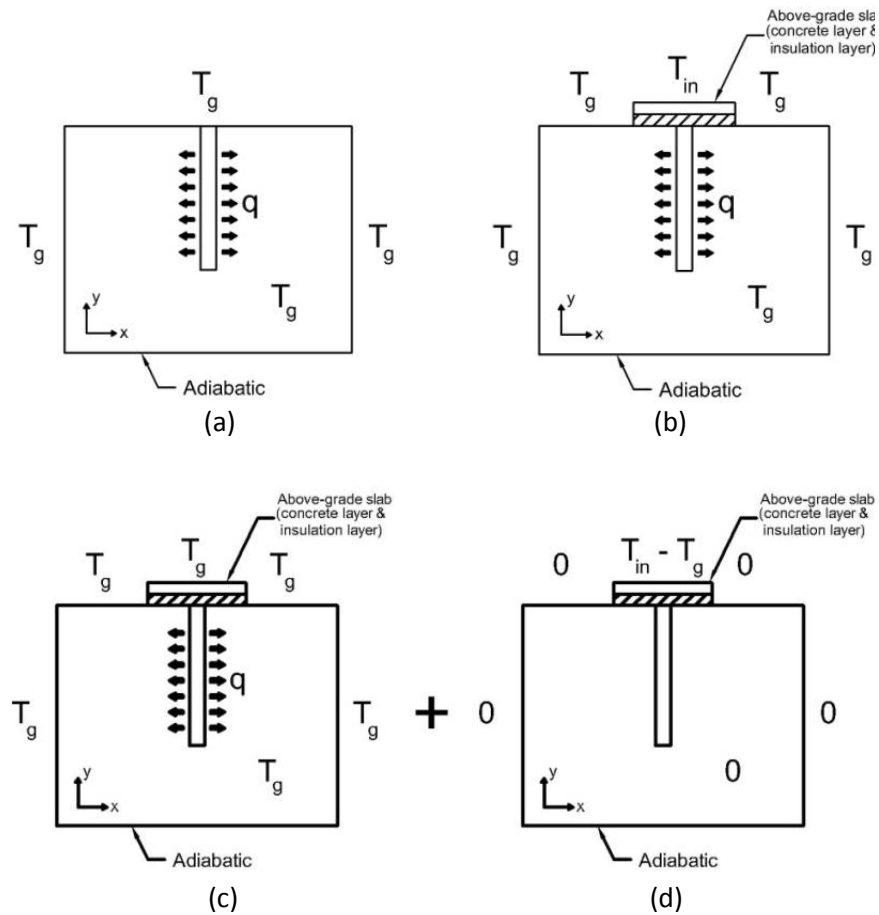 T_g
T_g
T_g
q
T_g
y
x
Adiabatic
(a)
Above-grade sla
(concrete layer &
insulation layer)
T_g
T_in
T_g
T_g
T_g
q
T_g
y
x
Adiabatic
(b)
Above-grade slab
(concrete layer &
insulation layer)
T_g
T_g
T_g
T_g
T_g
q
T_g
y
x
Adiabatic
(c)
+
Above-grade slab
(concrete layer &
insulation layer)
0
T_in - T_g
0
0
0
0
y
x
Adiabatic
(d)